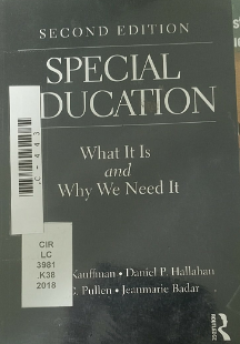 SECOND EDITION
SPECIAL
DUCATION
What It Is
and
Why We Need It
Kauffman · Daniel P. Hallahan
C. Pullen · Jeanmarie Badar
CIR
LC
3981
.K38
2018
ROUTLEDGE